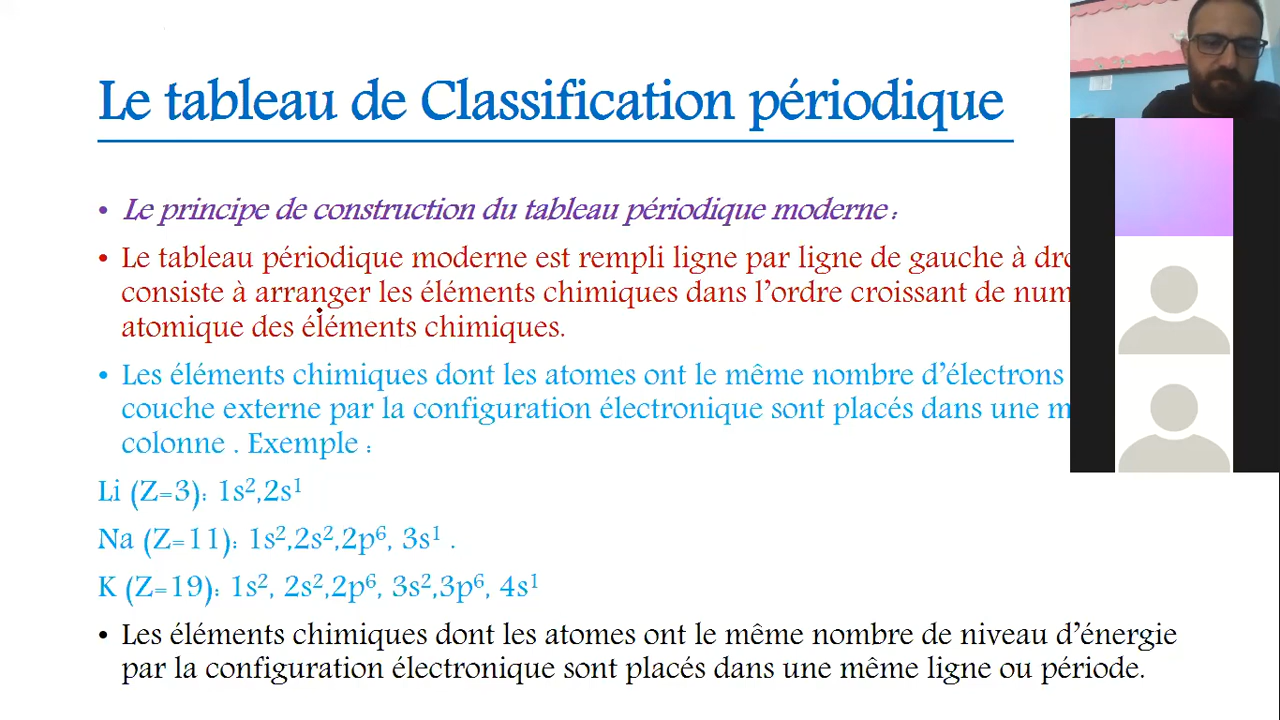 Le tableau de Classification périodique
• Le principe de construction du tableau périodique moderne :
• Le tableau périodique moderne est rempli ligne par ligne de gauche à
consiste à arranger les éléments chimiques dans l’ordre croissant de
atomique des éléments chimiques.
• Les éléments chimiques dont les atomes ont le même nombre d’électrons
couche externe par la configuration électronique sont placés dans une
colonne . Exemple :
Li (Z=3): 1s²,2s¹
Na (Z=11): 1s²,2s²,2p⁶, 3s¹ .
K (Z=19): 1s², 2s²,2p⁶, 3s²,3p⁶, 4s¹
• Les éléments chimiques dont les atomes ont le même nombre de niveau d’énergie
par la configuration électronique sont placés dans une même ligne ou période.